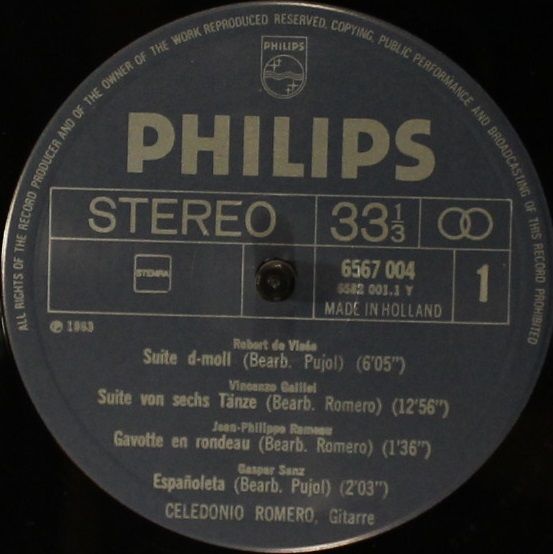 ALL RIGHTS OF THE RECORD PRODUCER AND OF THE OWNER OF THE WORK REPRODUCED RESERVED. COPYING, PUBLIC PERFORMANCE AND BROADCASTING OF THIS RECORD PROHIBITED
PHILIPS
PHILIPS
STEREO 33 1/3
STEMRA
6567 004
6582 001.1 Y
MADE IN HOLLAND
1
℗ 1963
Robert de Visée
Suite d-moll (Bearb. Pujol) (6'05")
Vincenzo Galilei
Suite von sechs Tänze (Bearb. Romero) (12'56")
Jean-Philippe Rameau
Gavotte en rondeau (Bearb. Romero) (1'36")
Gaspar Sanz
Españoleta (Bearb. Pujol) (2'03")
CELEDONIO ROMERO, Gitarre